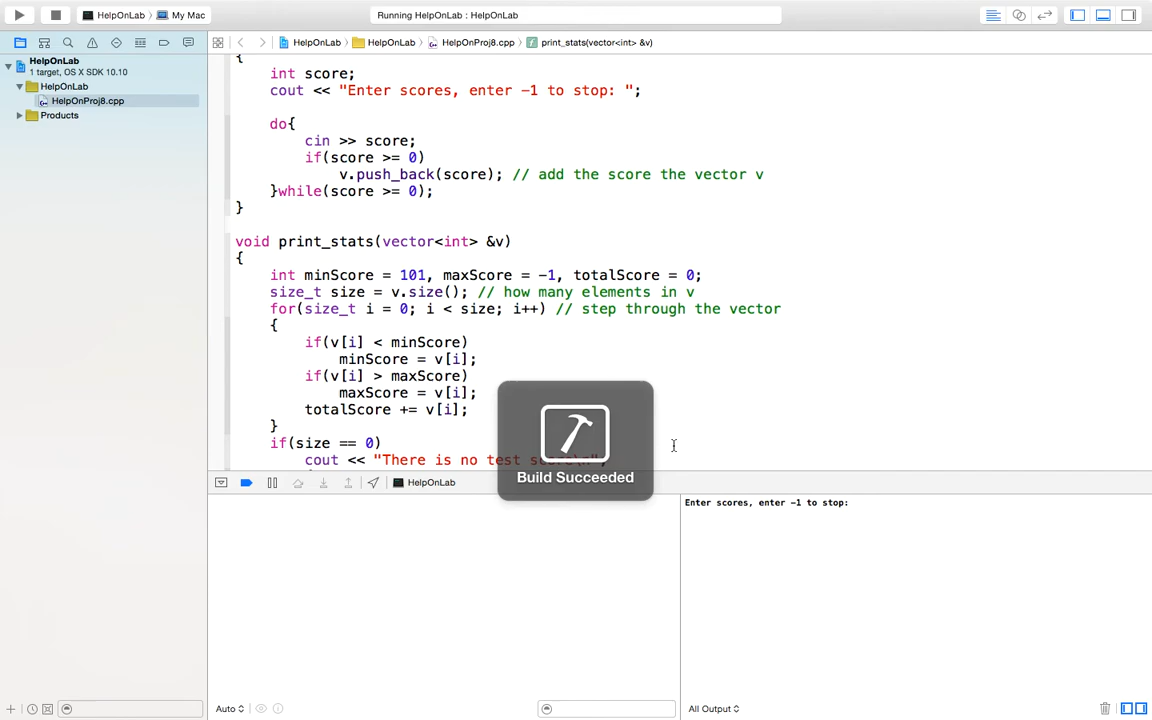 HelpOnLab
My Mac
Running HelpOnLab : HelpOnLab
HelpOnLab
HelpOnLab
HelpOnProj8.cpp
print_stats(vector<int> &v)
HelpOnLab
1 target, OS X SDK 10.10
HelpOnLab
HelpOnProj8.cpp
Products
{
int score;
cout << "Enter scores, enter -1 to stop: ";
do{
cin >> score;
if(score >= 0)
v.push_back(score); // add the score the vector v
}while(score >= 0);
}
void print_stats(vector<int> &v)
{
int minScore = 101, maxScore = -1, totalScore = 0;
size_t size = v.size(); // how many elements in v
for(size_t i = 0; i < size; i++) // step through the vector
{
if(v[i] < minScore)
minScore = v[i];
if(v[i] > maxScore)
maxScore = v[i];
totalScore += v[i];
}
if(size == 0)
cout << "There is no test score\n";
Build Succeeded
HelpOnLab
Enter scores, enter -1 to stop:
Auto
All Output